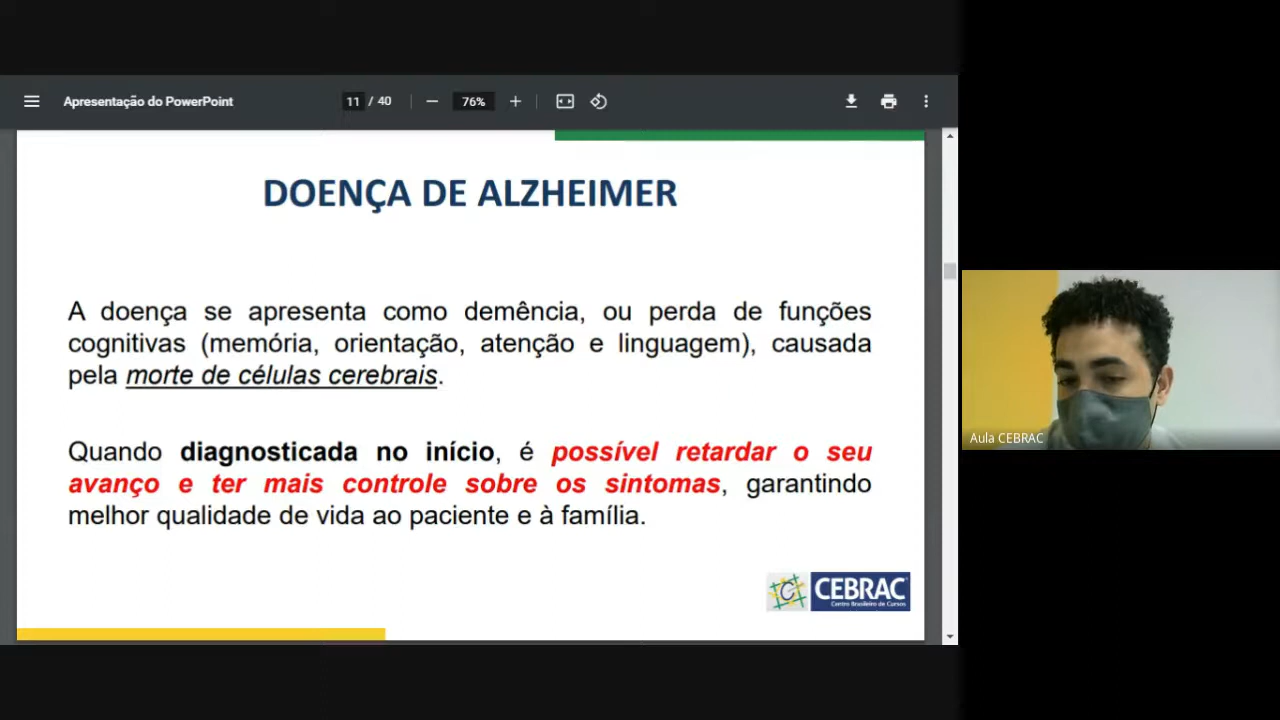 Apresentação do PowerPoint
11 / 40
76%
DOENÇA DE ALZHEIMER
A doença se apresenta como demência, ou perda de funções
cognitivas (memória, orientação, atenção e linguagem), causada
pela morte de células cerebrais.
Quando diagnosticada no início, é possível retardar o seu
avanço e ter mais controle sobre os sintomas, garantindo
melhor qualidade de vida ao paciente e à família.
C CEBRAC
Centro Brasileiro de Cursos
Aula CEBRAC